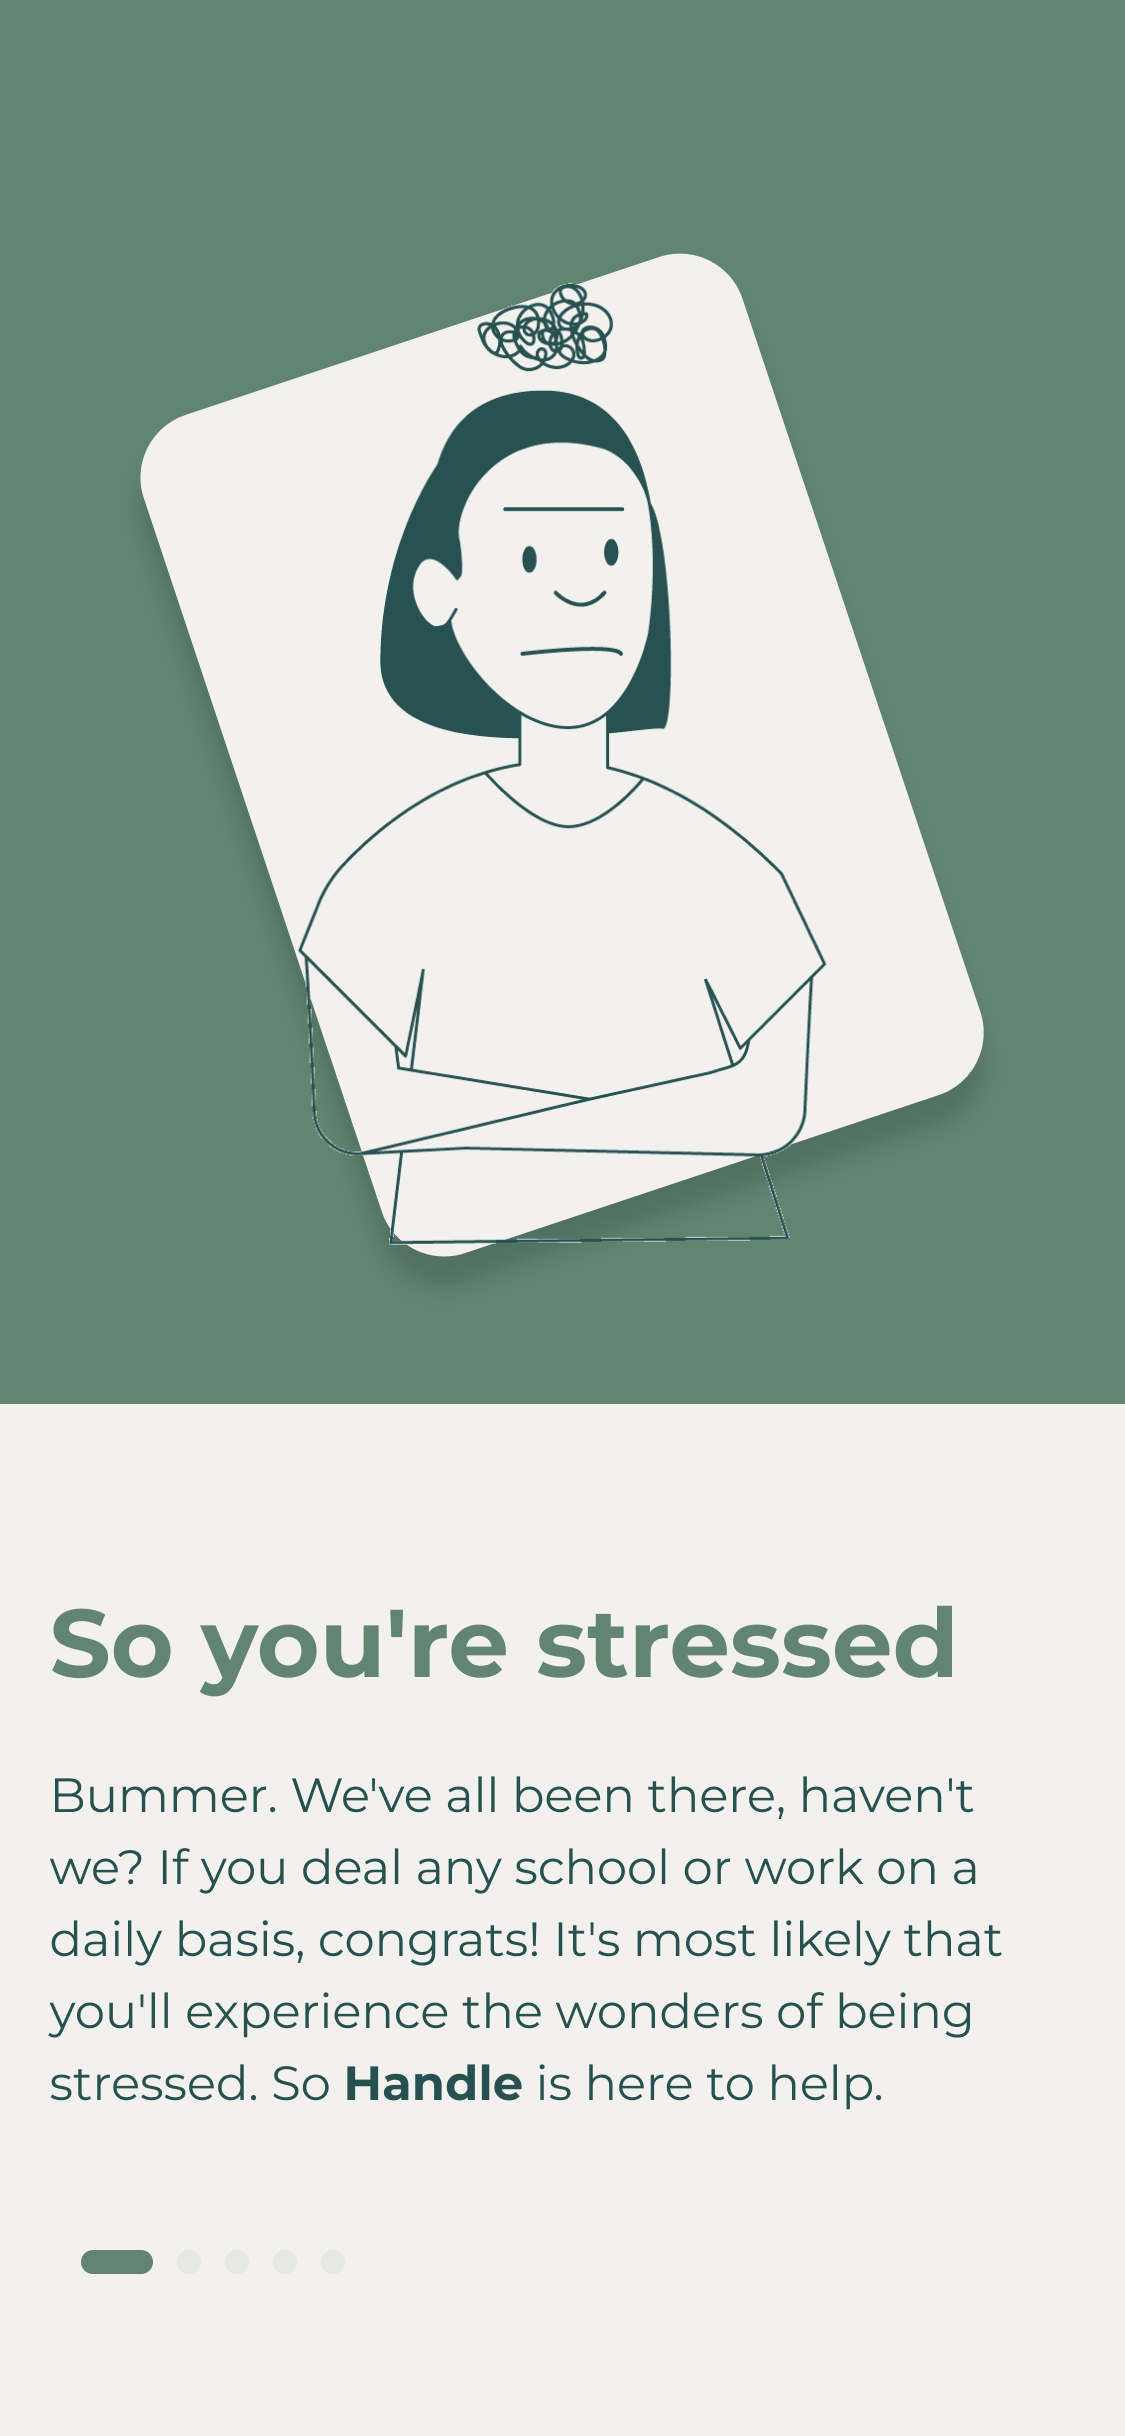 So you're stressed
Bummer. We've all been there, haven't
we? If you deal any school or work on a
daily basis, congrats! It's most likely that
you'll experience the wonders of being
stressed. So Handle is here to help.